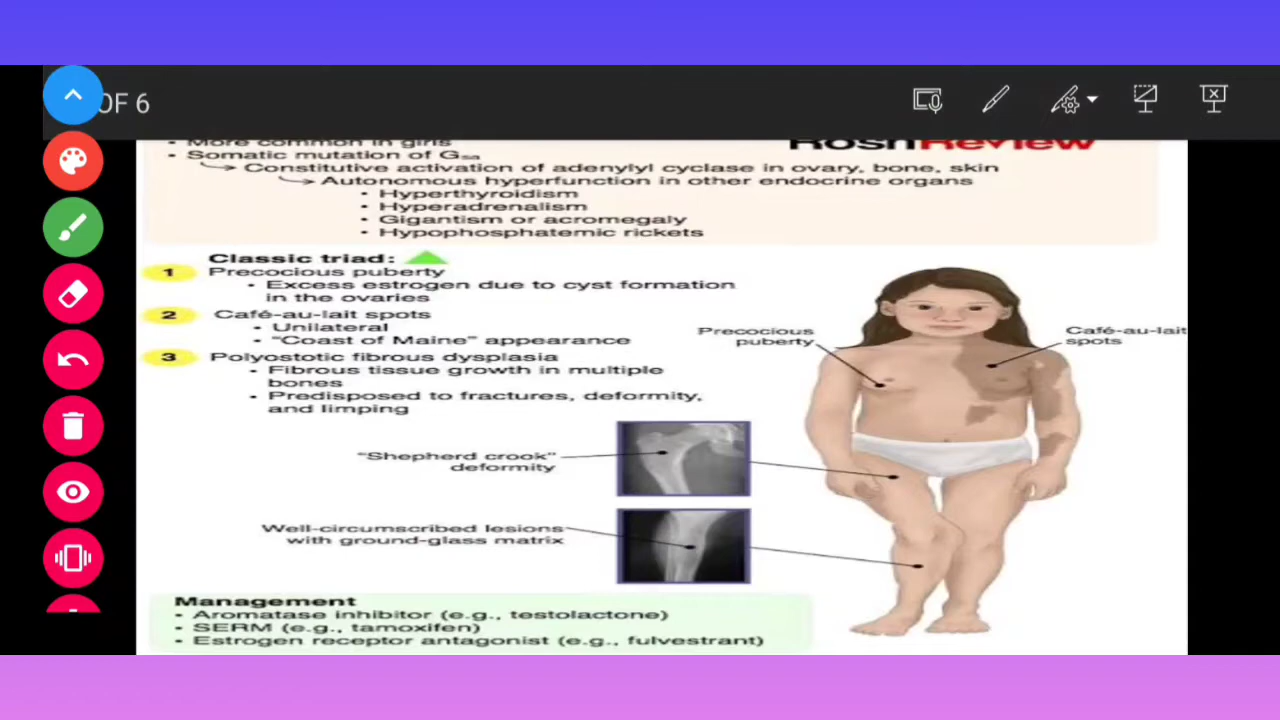 OF 6
More common in girls
RoshReview
• Somatic mutation of Gsα
Constitutive activation of adenylyl cyclase in ovary, bone, skin
Autonomous hyperfunction in other endocrine organs
• Hyperthyroidism
• Hyperadrenalism
• Gigantism or acromegaly
• Hypophosphatemic rickets
Classic triad:
1 Precocious puberty
• Excess estrogen due to cyst formation
in the ovaries
2 Café-au-lait spots
• Unilateral
• "Coast of Maine" appearance
3 Polyostotic fibrous dysplasia
• Fibrous tissue growth in multiple
bones
• Predisposed to fractures, deformity,
and limping
Precocious
puberty
Café-au-lait
spots
"Shepherd crook"
deformity
Well-circumscribed lesions
with ground-glass matrix
Management
• Aromatase inhibitor (e.g., testolactone)
• SERM (e.g., tamoxifen)
• Estrogen receptor antagonist (e.g., fulvestrant)